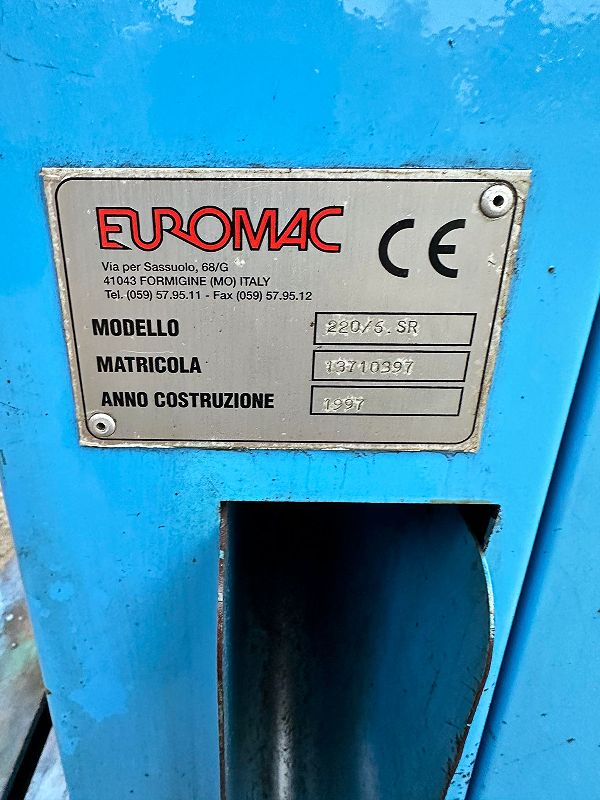 EUROMAC CE
Via per Sassuolo, 68/G
41043 FORMIGINE (MO) ITALY
Tel. (059) 57.95.11 - Fax (059) 57.95.12
MODELLO 220/6.SR
MATRICOLA 13710397
ANNO COSTRUZIONE 1997